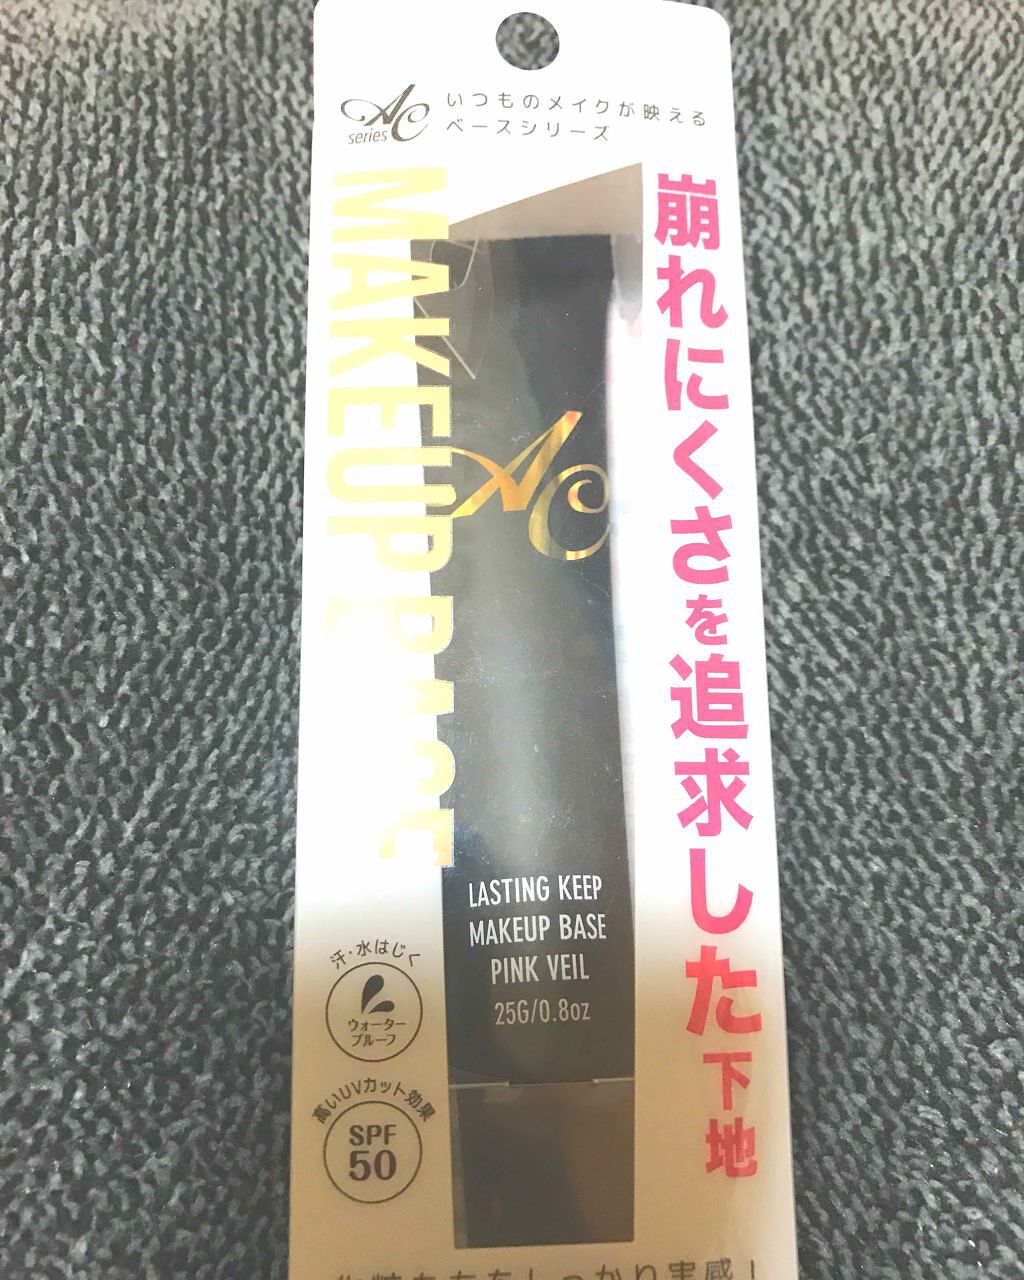 AC
series
いつものメイクが映える
ベースシリーズ
MAKEUP BASE
崩れにくさを追求した下地
AC
LASTING KEEP
MAKEUP BASE
PINK VEIL
25G/0.8oz
汗・水はじく
ウォーター
プルーフ
高いUVカット効果
SPF
50